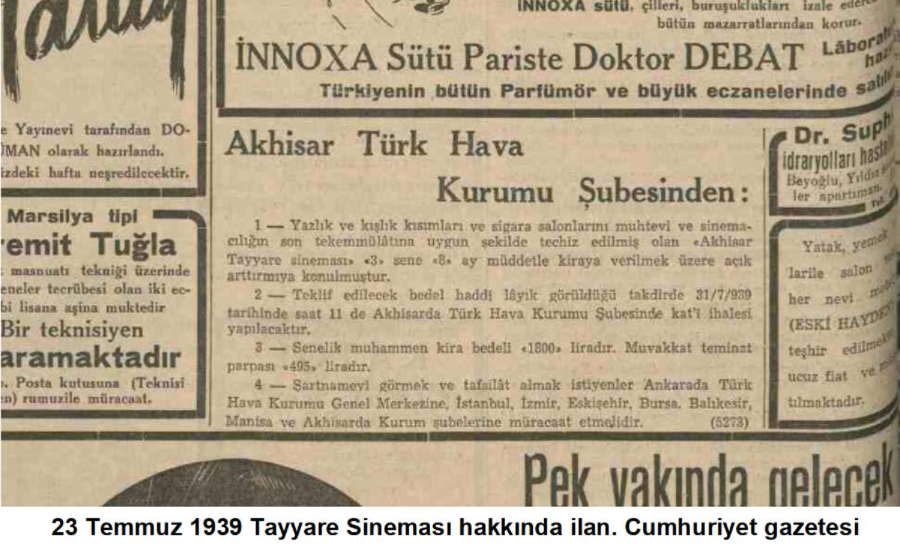 INNOXA sütü, çilleri, buruşuklukları izale eder
bütün mazarratlarından korur.
İNNOXA Sütü Pariste Doktor DEBAT Lâbora
haz
Türkiyenin bütün Parfümör ve büyük eczanelerinde satılı
e Yayınevi tarafından DO-
MAN olarak hazırlandı.
izdeki hafta neşredilecektir.
Marsilya tipi
remit Tuğla
masnuatı tekniği üzerinde
eneler tecrübesi olan iki ec-
bi lisana aşina muktedir
Bir teknisiyen
aramaktadır
. Posta kutusuna (Teknisi
en) rumuzile müracaat.
Akhisar Türk Hava
Kurumu Şubesinden :
1 — Yazlık ve kışlık kısımları ve sigara salonlarını muhtevi ve sinema-
cılığın son tekemmülâtına uygun şekilde techiz edilmiş olan «Akhisar
Tayyare sineması» «3» sene «8» ay müddetle kiraya verilmek üzere açık
arttırmıya konulmuştur.
2 — Teklif edilecek bedel haddi lâyık görüldüğü takdirde 31/7/939
tarihinde saat 11 de Akhisarda Türk Hava Kurumu Şubesinde kat'î ihalesi
yapılacaktır.
3 — Senelik muhammen kira bedeli «1800» liradır. Muvakkat teminat
parpası «495» liradır.
4 — Şartnameyi görmek ve tafsilât almak istiyenler Ankarada Türk
Hava Kurumu Genel Merkezine, İstanbul, İzmir, Eskişehir, Bursa, Balıkesir,
Manisa ve Akhisarda Kurum şubelerine müracaat etmelidir. (5273)
Dr. Suph
idraryolları hasta
Beyoğlu, Yıldız
ler apartıman.
Yatak, yemek
larile salon
her nevi
(ESKİ HAYDEN
teşhir edilmek
ucuz fiat ve
tılmaktadır.
Pek yakında gelecek
23 Temmuz 1939 Tayyare Sineması hakkında ilan. Cumhuriyet gazetesi